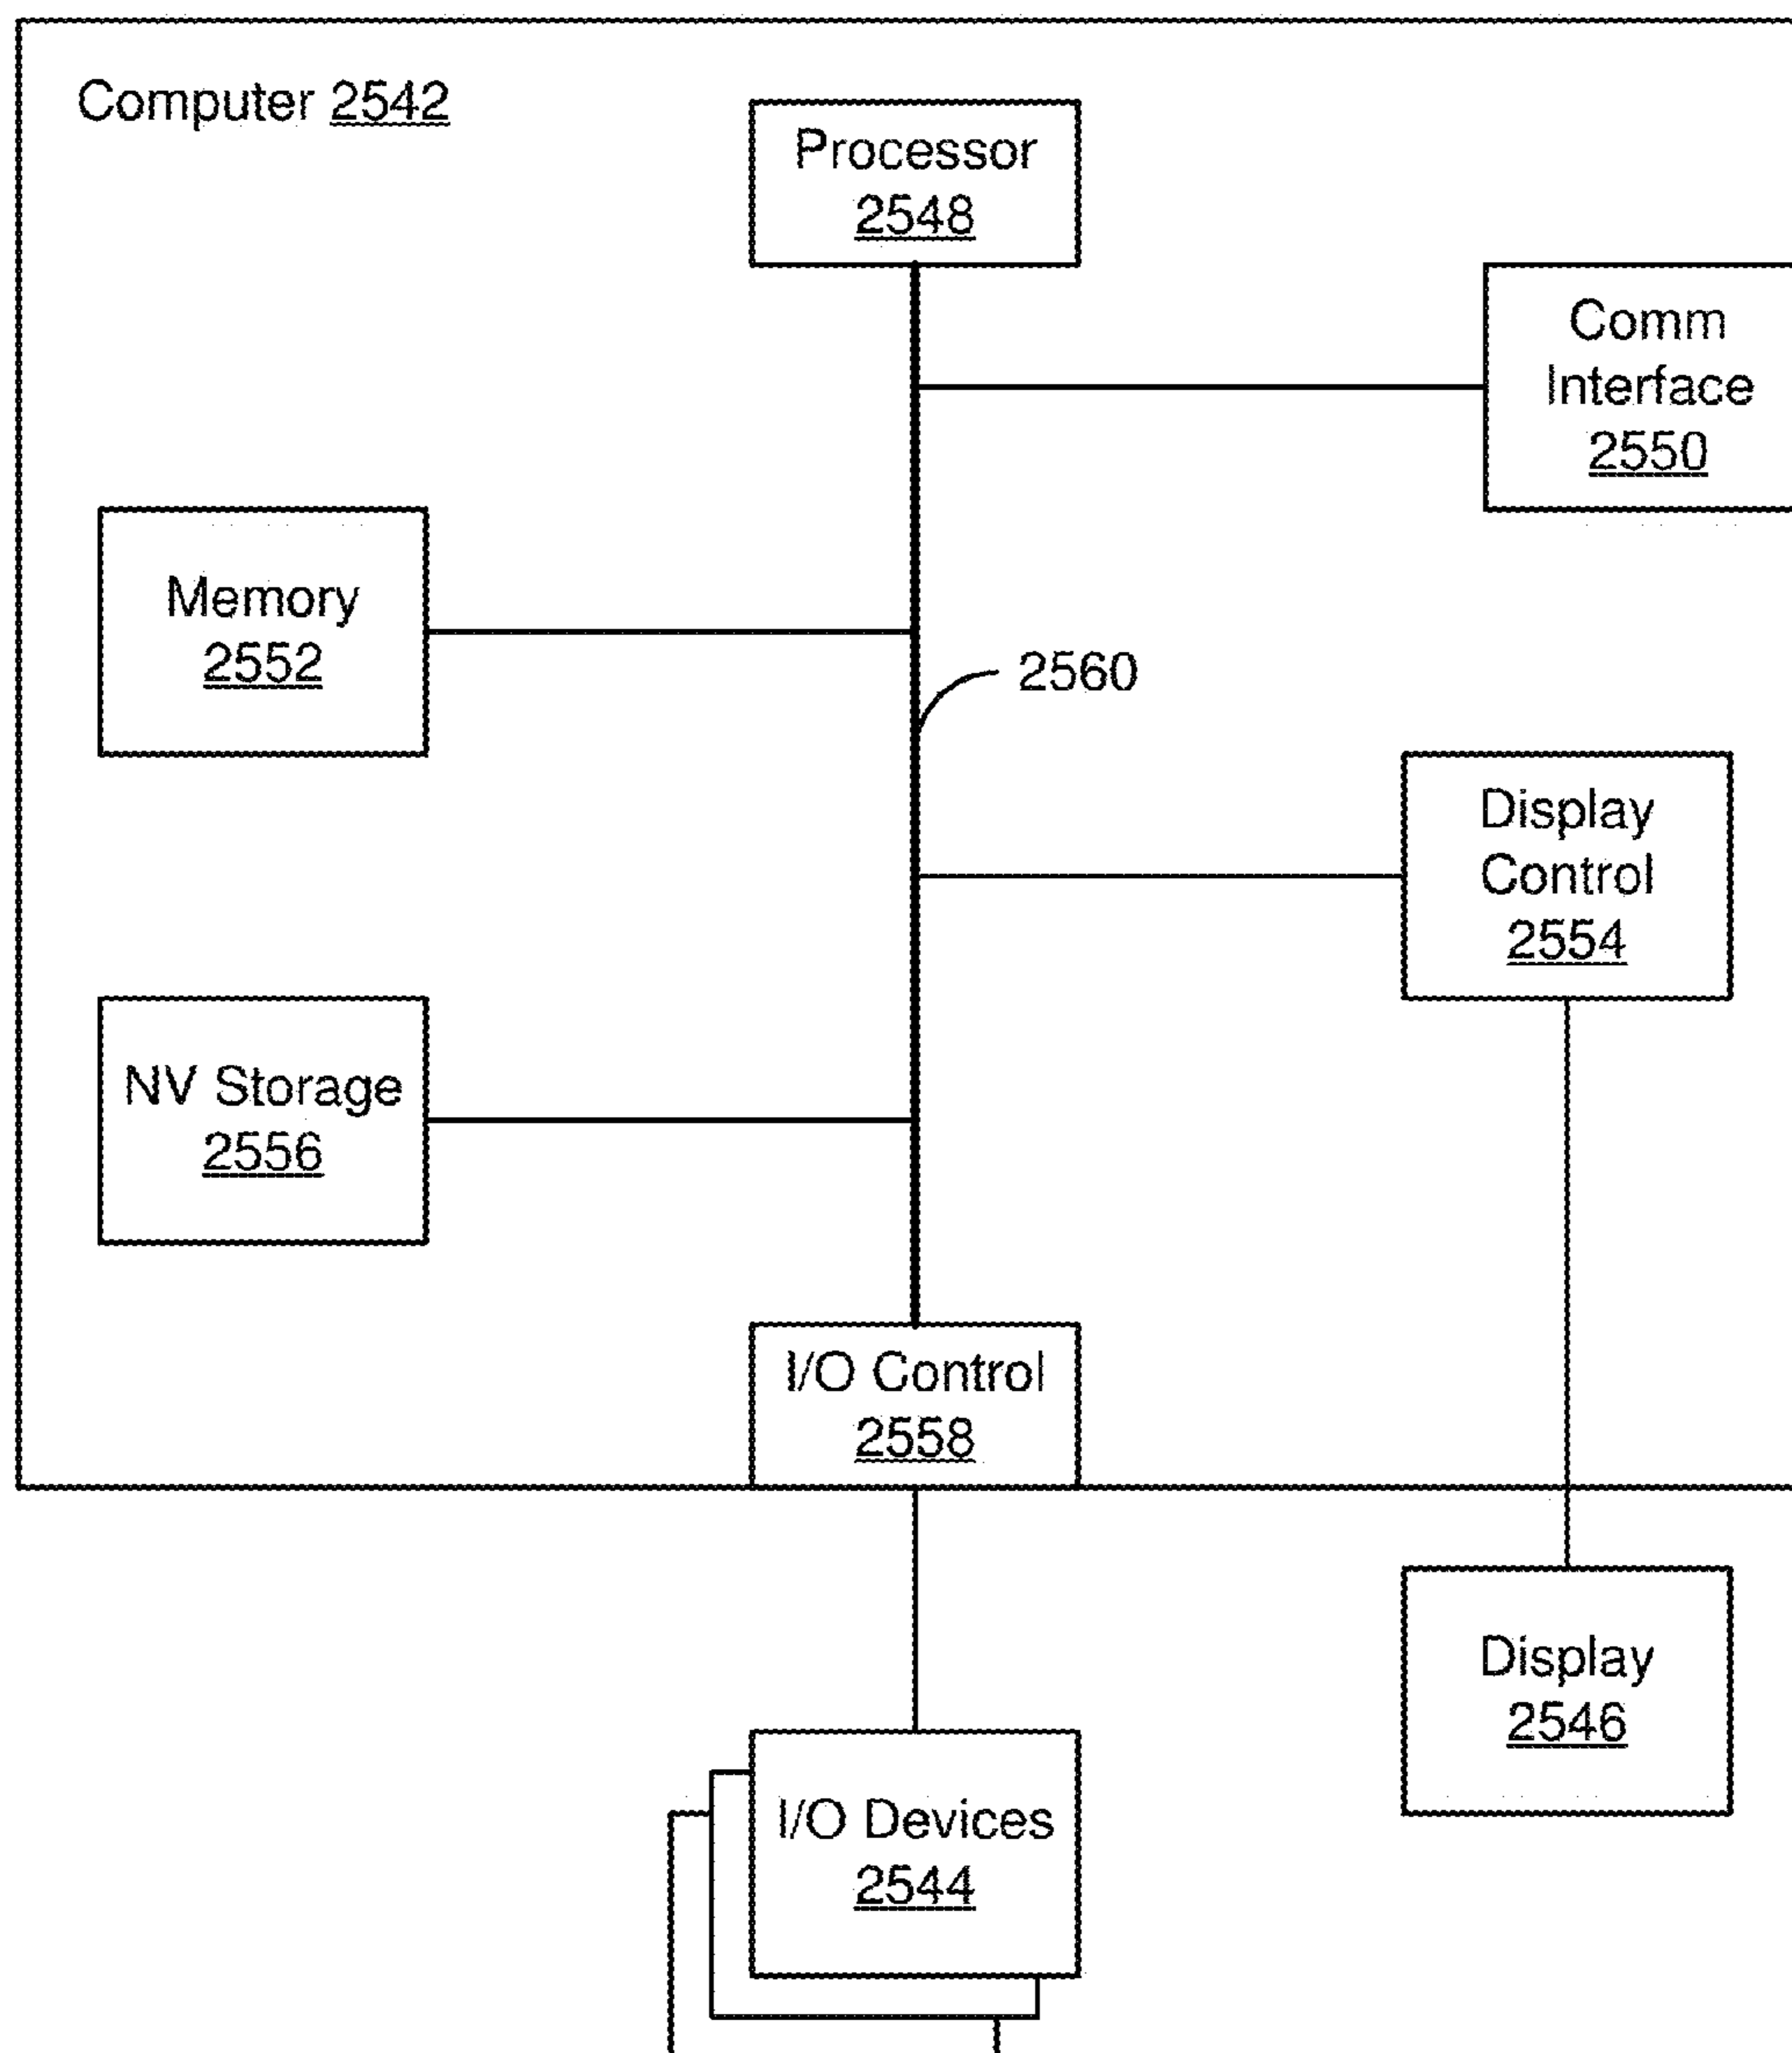 Computer 2542
Processor
2548
Comm
Interface
2550
Memory
2552
2560
Display
Control
2554
NV Storage
2556
I/O Control
2558
Display
2546
I/O Devices
2544